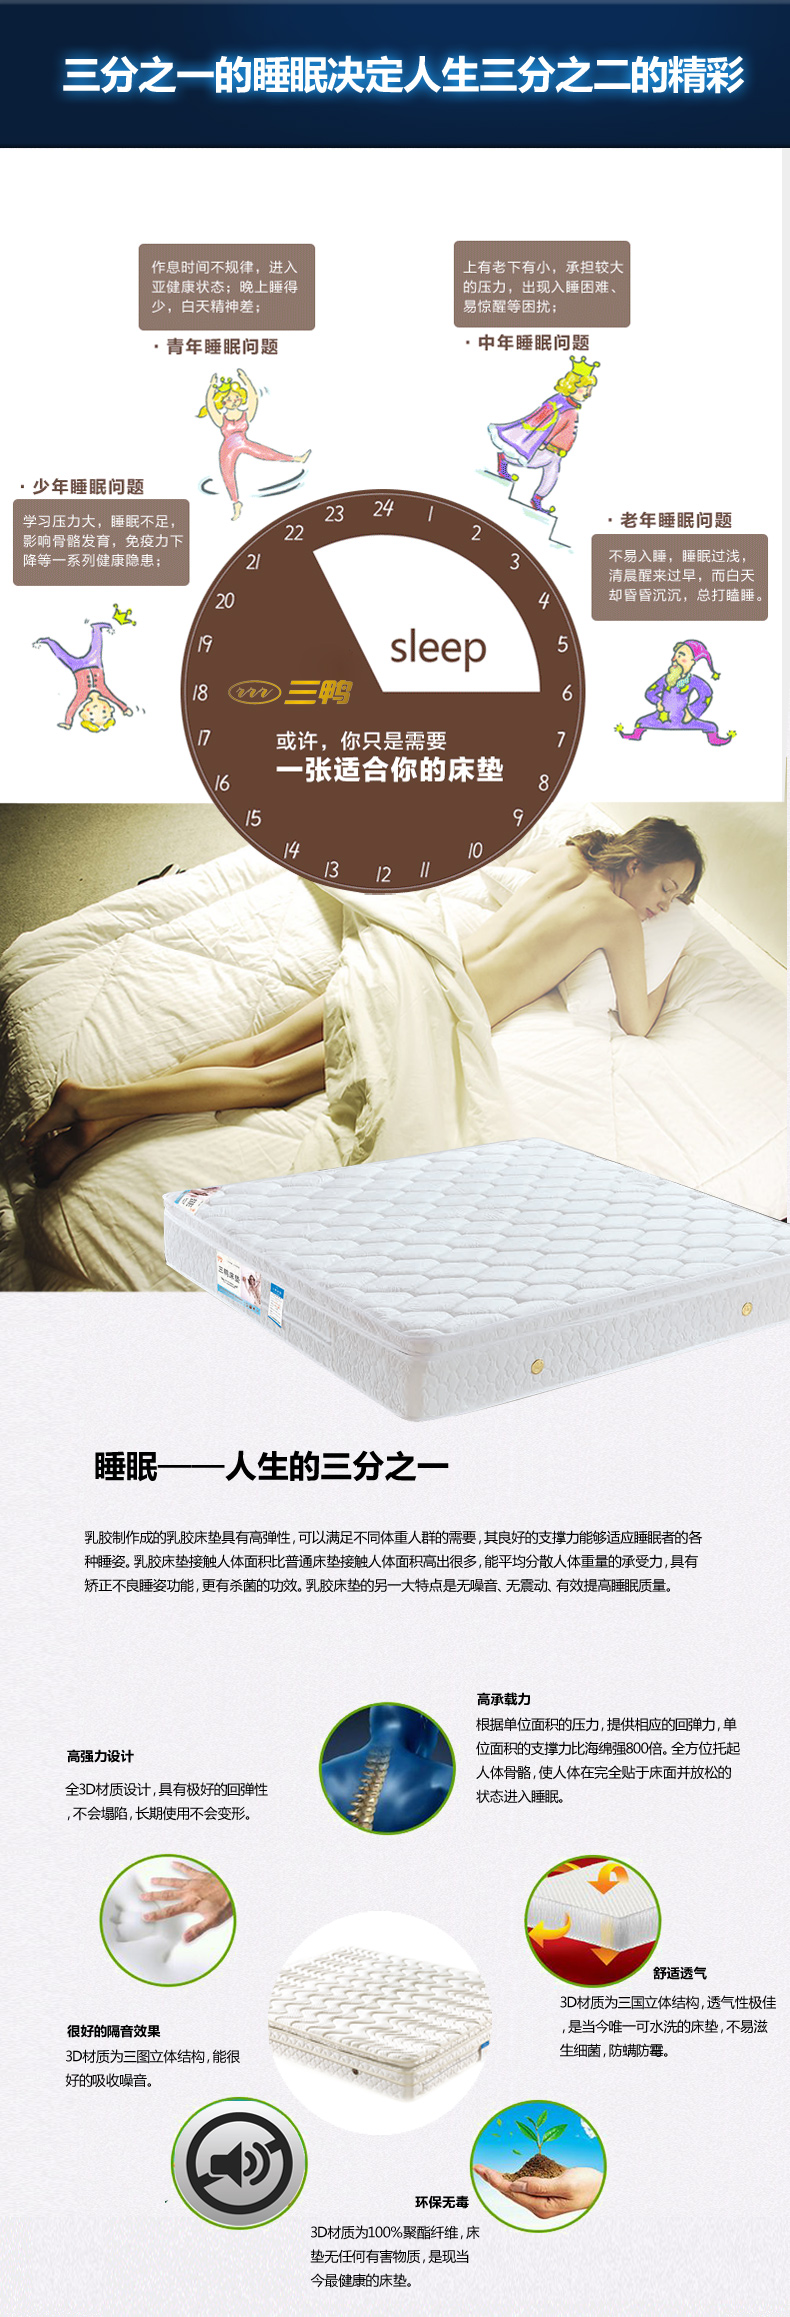 三分之一的睡眠决定人生三分之二的精彩
作息时间不规律，进入
亚健康状态；晚上睡得
少，白天精神差；
·青年睡眠问题
上有老下有小，承担较大
的压力，出现入睡困难、
易惊醒等困扰；
·中年睡眠问题
·少年睡眠问题
学习压力大，睡眠不足，
影响骨骼发育，免疫力下
降等一系列健康隐患；
·老年睡眠问题
不易入睡，睡眠过浅，
清晨醒来过早，而白天
却昏昏沉沉，总打瞌睡。
24
1
2
3
4
5
6
7
8
9
10
11
12
13
14
15
16
17
18
19
20
21
22
23
sleep
三鸭
或许，你只是需要
一张适合你的床垫
三鸭床垫
睡眠——人生的三分之一
乳胶制作成的乳胶床垫具有高弹性，可以满足不同体重人群的需要，其良好的支撑力能够适应睡眠者的各
种睡姿。乳胶床垫接触人体面积比普通床垫接触人体面积高出很多，能平均分散人体重量的承受力，具有
矫正不良睡姿功能，更有杀菌的功效。乳胶床垫的另一大特点是无噪音、无震动、有效提高睡眠质量。
高承载力
根据单位面积的压力，提供相应的回弹力，单
位面积的支撑力比海绵强800倍。全方位托起
人体骨骼，使人体在完全贴于床面并放松的
状态进入睡眠。
高强力设计
全3D材质设计，具有极好的回弹性
，不会塌陷，长期使用不会变形。
舒适透气
3D材质为三国立体结构，透气性极佳
，是当今唯一可水洗的床垫，不易滋
生细菌，防螨防霉。
很好的隔音效果
3D材质为三图立体结构，能很
好的吸收噪音。
环保无毒
3D材质为100%聚酯纤维，床
垫无任何有害物质，是现当
今最健康的床垫。